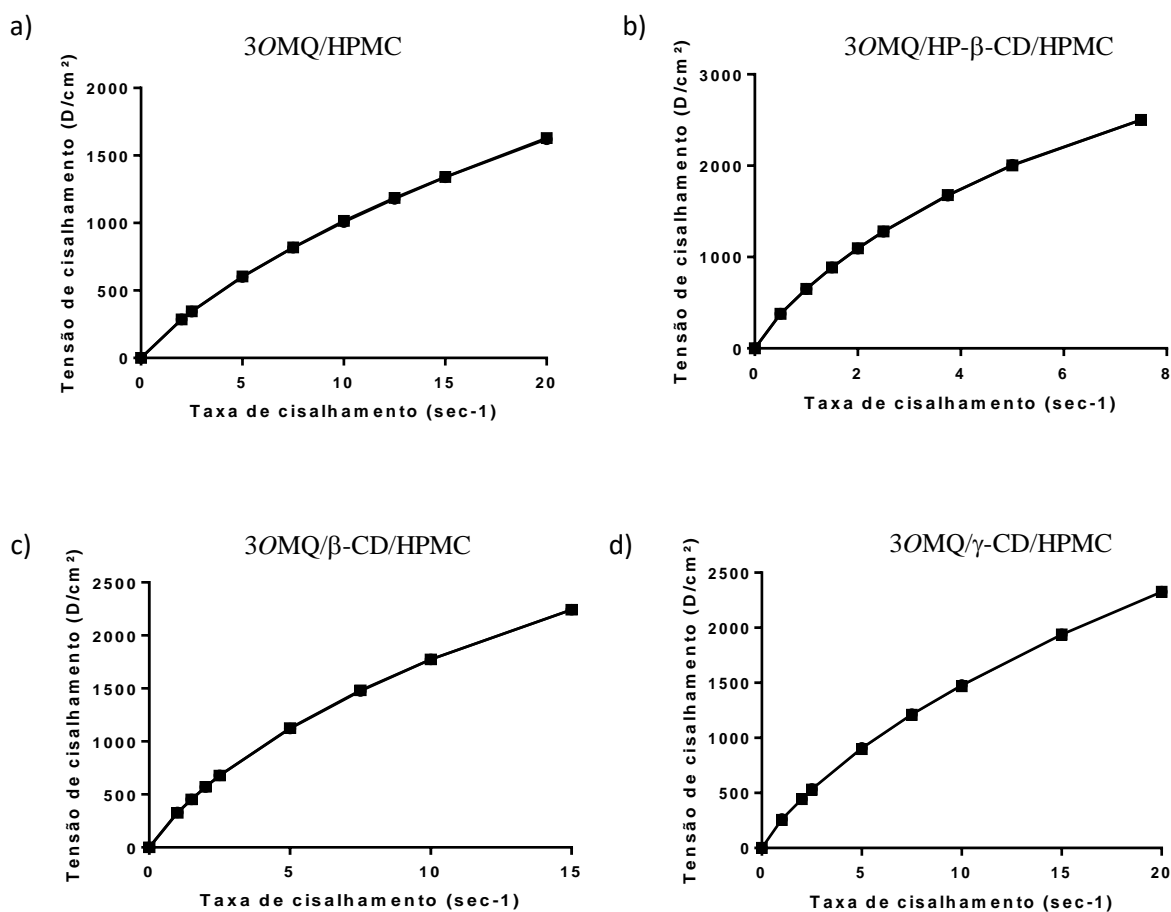 a)
3OMQ/HPMC
Tensão de cisalhamento (D/cm²)
2000
1500
1000
500
0
0 5 10 15 20
Taxa de cisalhamento (sec-1)
b)
3OMQ/HP-β-CD/HPMC
Tensão de cisalhamento (D/cm²)
3000
2000
1000
0
0 2 4 6 8
Taxa de cisalhamento (sec-1)
c)
3OMQ/β-CD/HPMC
Tensão de cisalhamento (D/cm²)
2500
2000
1500
1000
500
0
0 5 10 15
Taxa de cisalhamento (sec-1)
d)
3OMQ/γ-CD/HPMC
Tensão de cisalhamento (D/cm²)
2500
2000
1500
1000
500
0
0 5 10 15 20
Taxa de cisalhamento (sec-1)